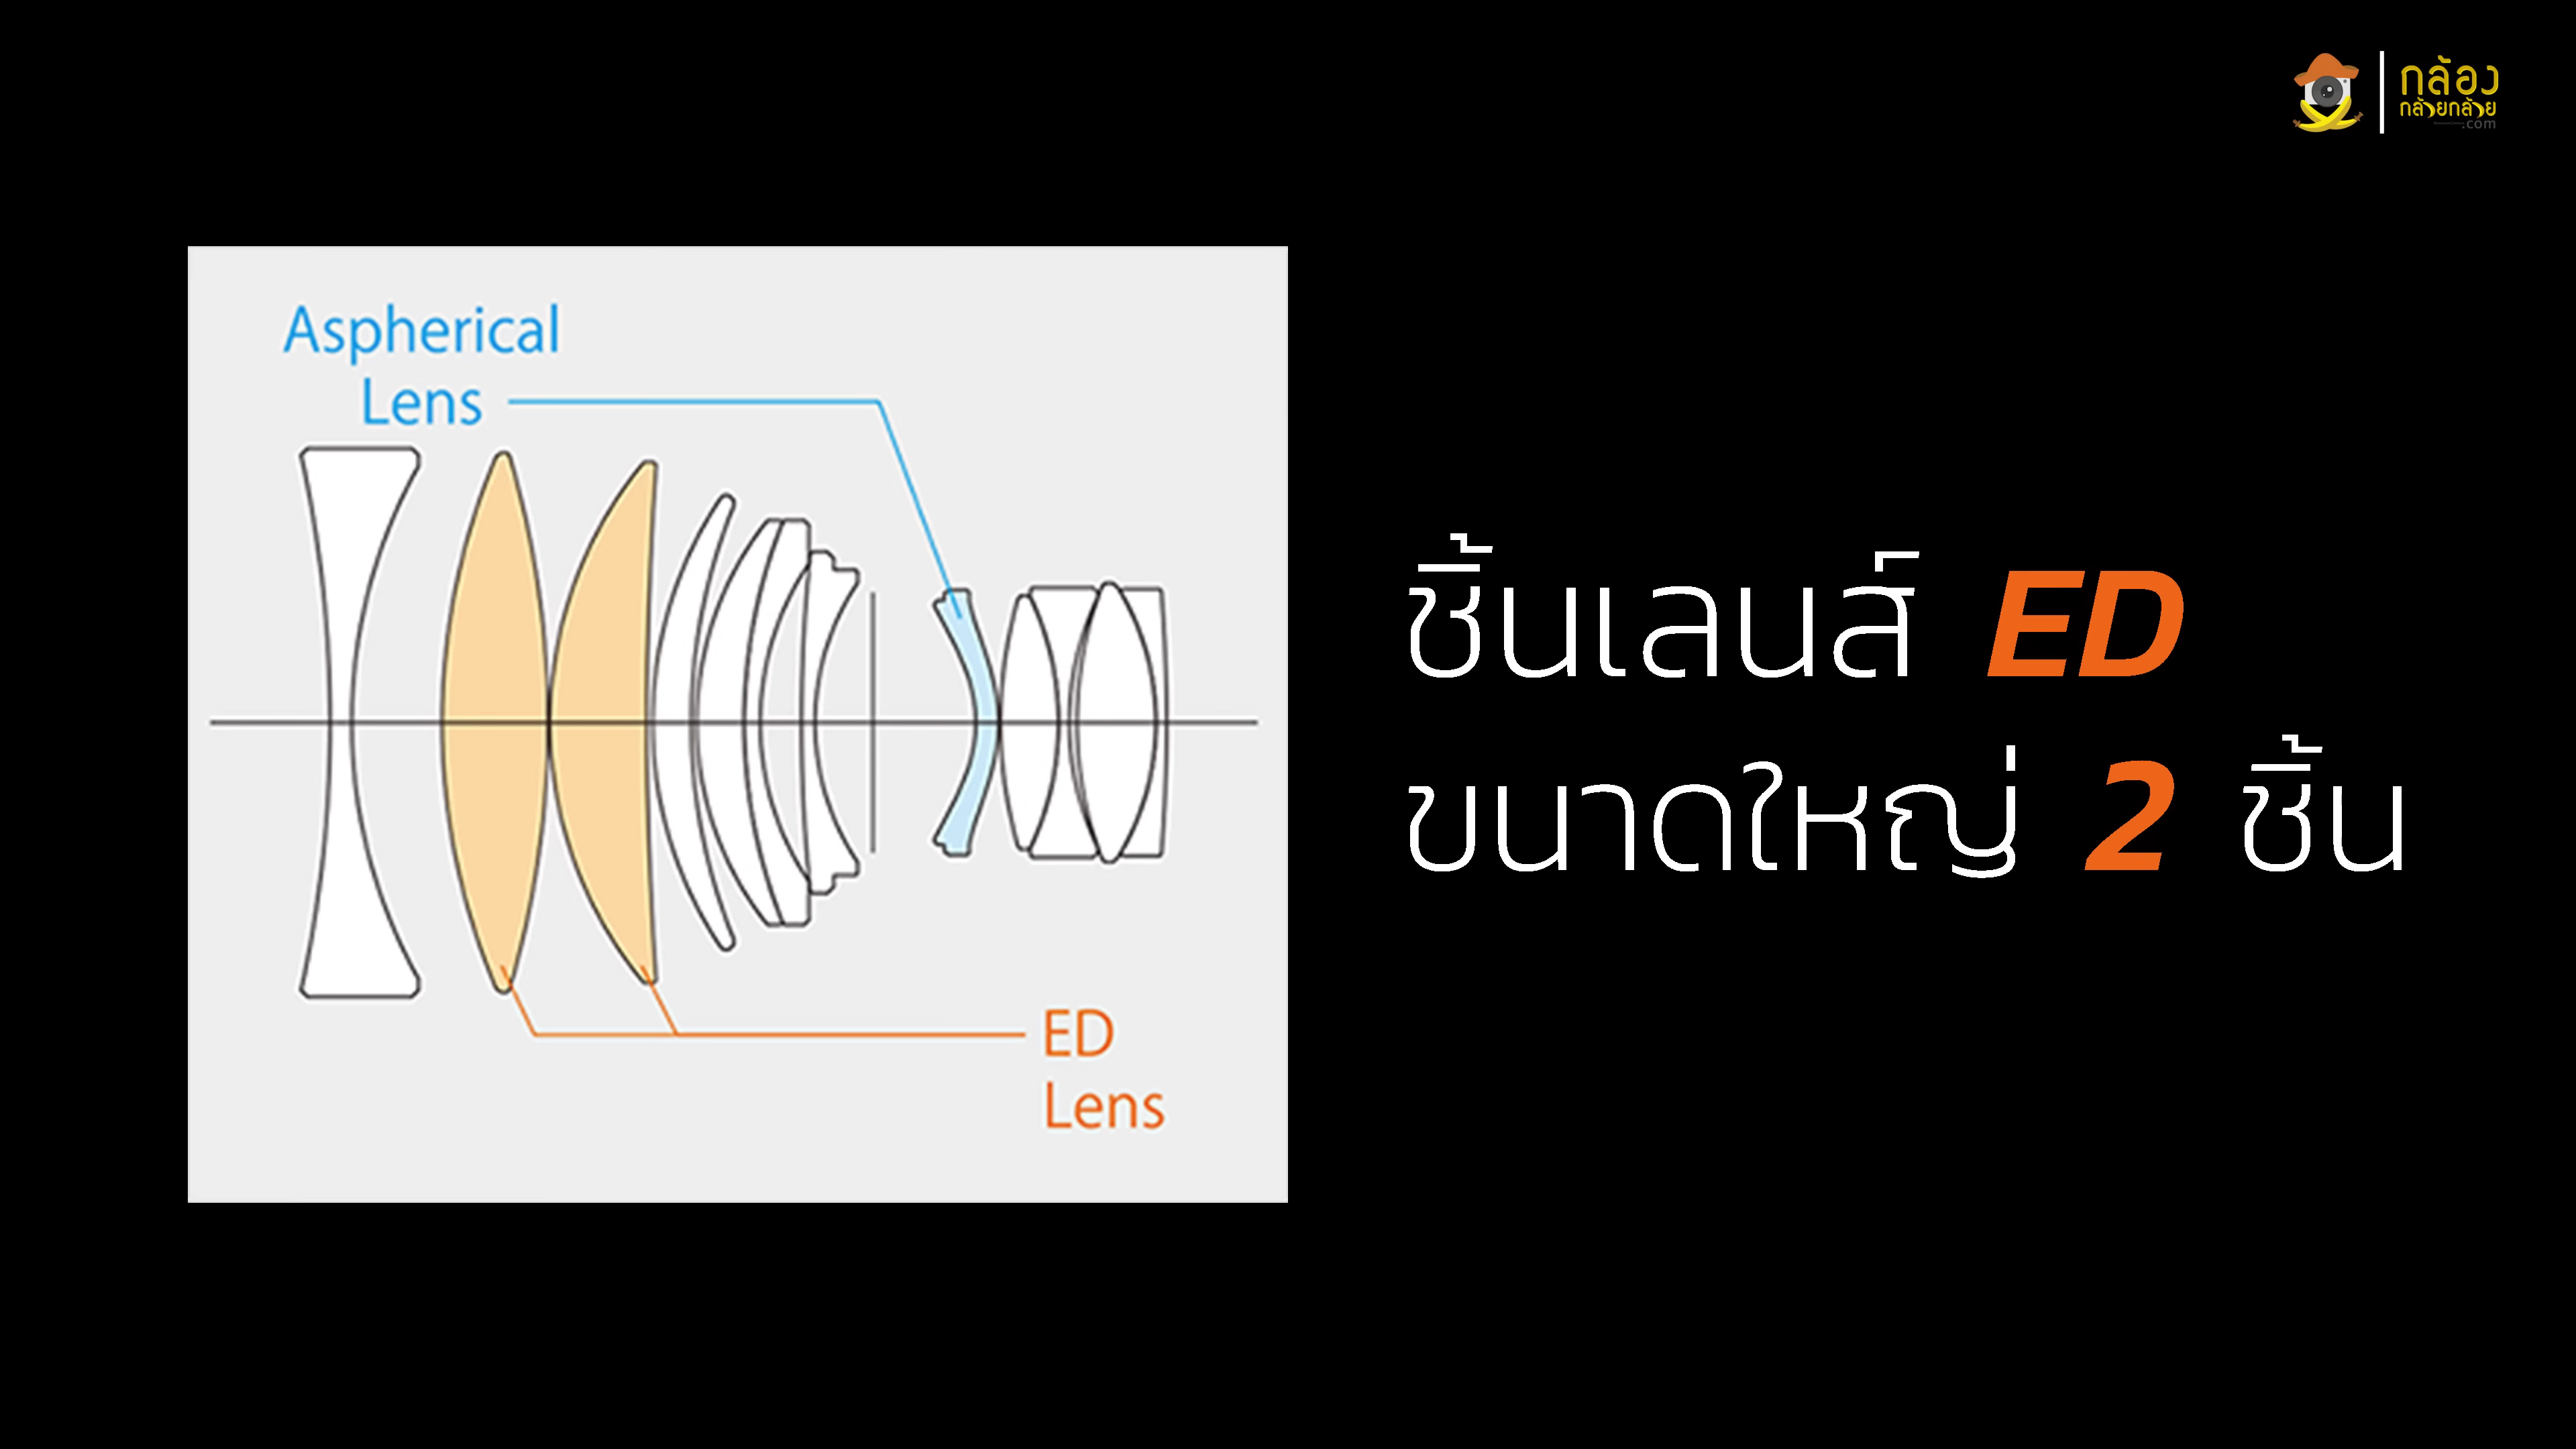 กล้อง
กล้วยกล้วย
.com
Aspherical
Lens
ชิ้นเลนส์ ED
ขนาดใหญ่ 2 ชิ้น
ED
Lens